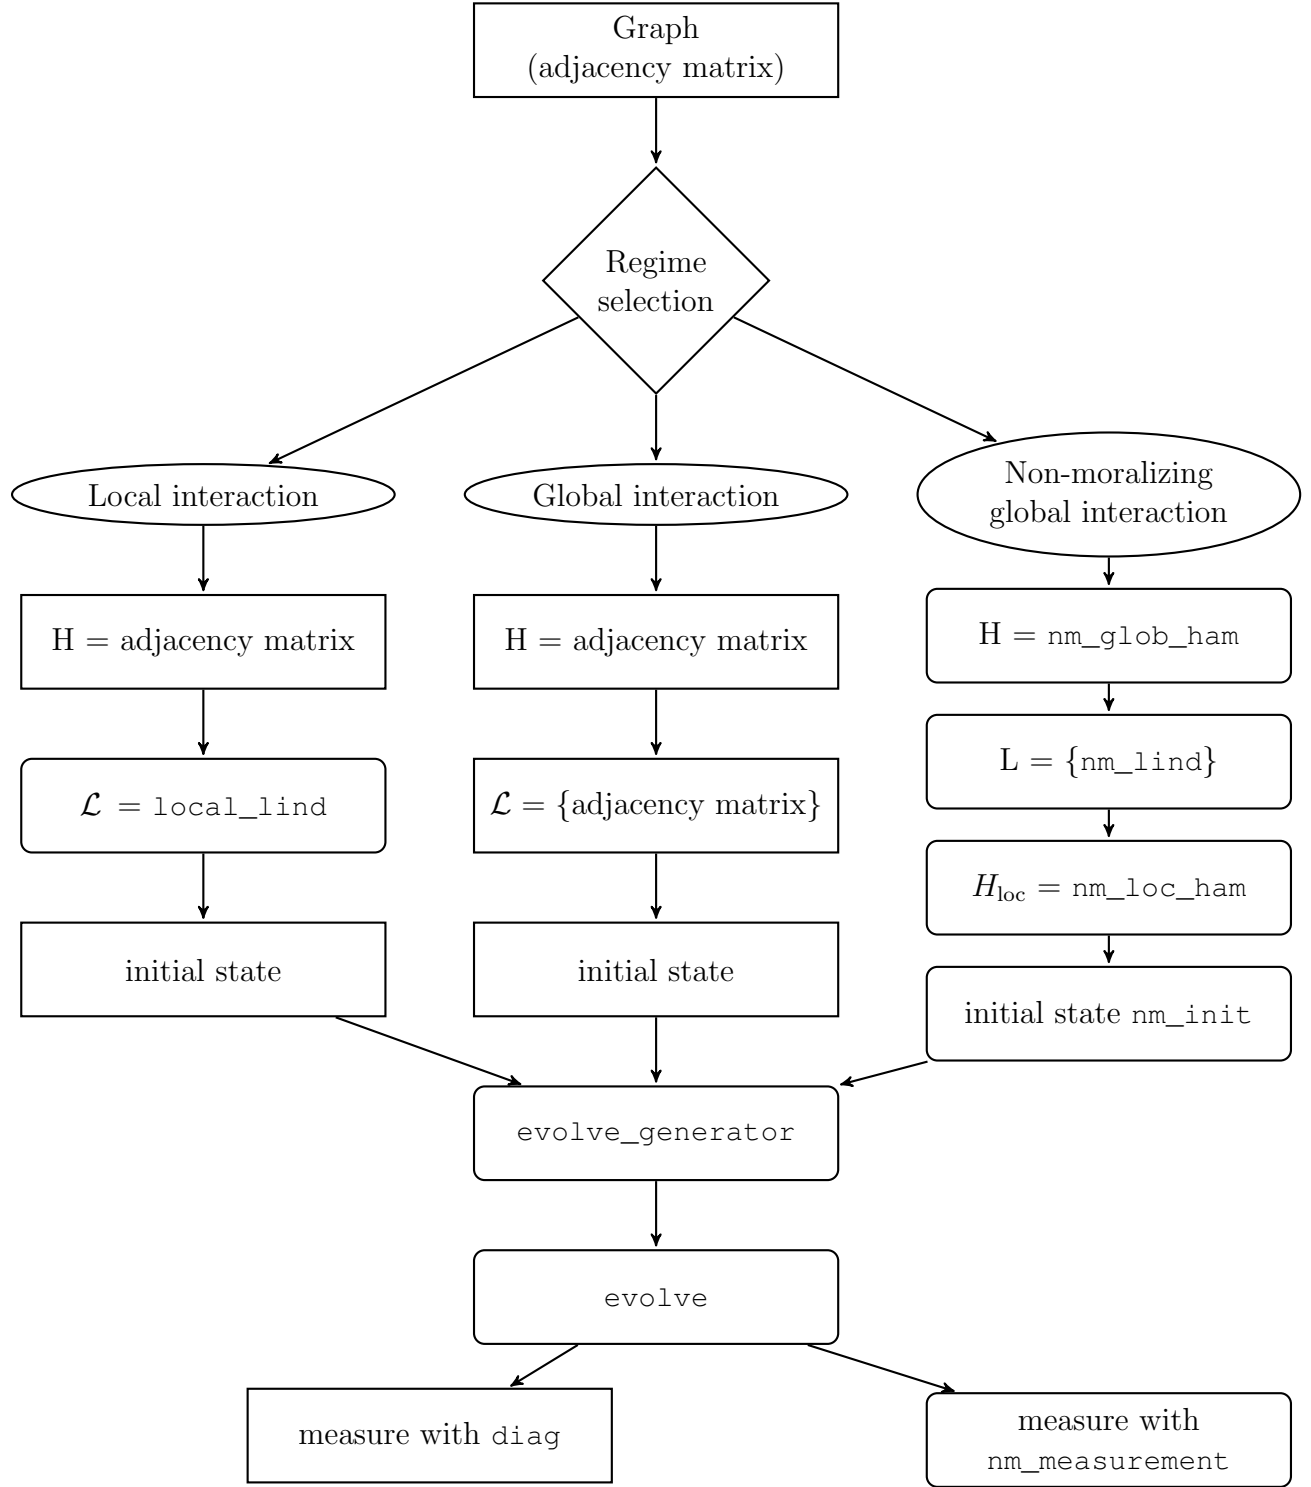 Graph
(adjacency matrix)
Regime
selection
Local interaction
Global interaction
Non-moralizing
global interaction
H = adjacency matrix
H = adjacency matrix
H = nm_glob_ham
L = {nm_lind}
𝓛 = local_lind
𝓛 = {adjacency matrix}
H_loc = nm_loc_ham
initial state
initial state
initial state nm_init
evolve_generator
evolve
measure with diag
measure with
nm_measurement